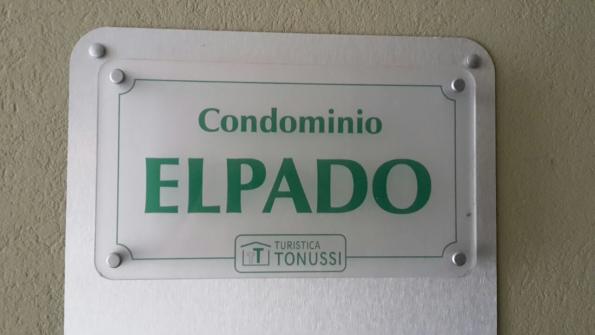 Condominio
ELPADO
TURISTICA
TONUSSI